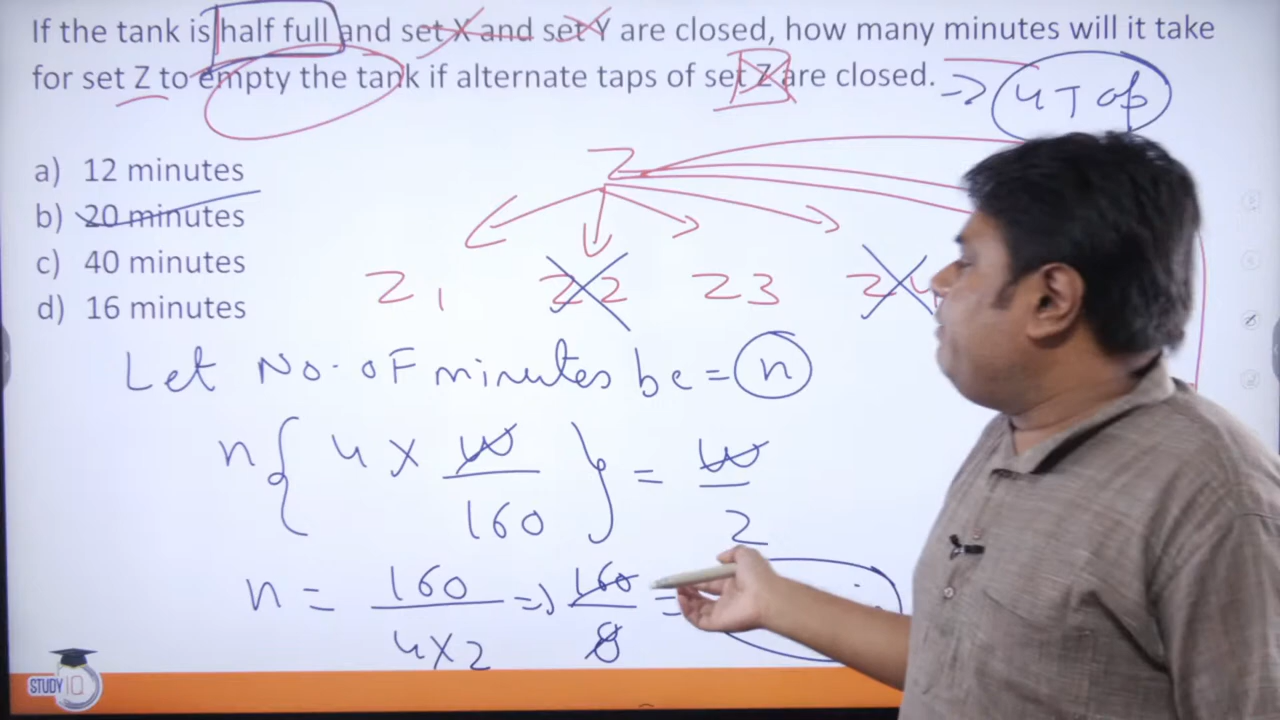 If the tank is half full and set X and set Y are closed, how many minutes will it take
for set Z to empty the tank if alternate taps of set Z are closed. => 4 T op
a) 12 minutes
b) 20 minutes
c) 40 minutes
d) 16 minutes
Z
Z1 Z2 Z3 Z4
Let No. of minutes be = n
n { 4 × w/160 } = w/2
n = 160/4×2 => 160/8 =
STUDY IQ